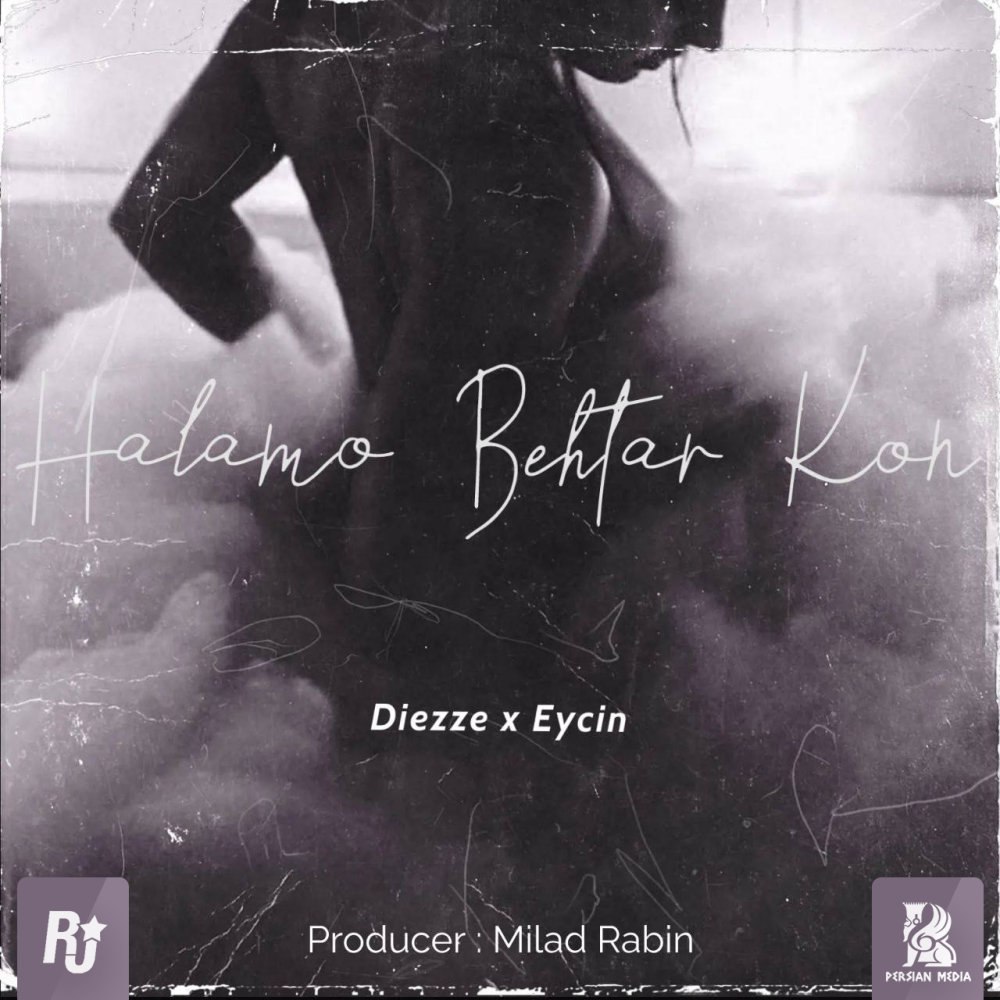 Halamo Behtar Kon
Diezze x Eycin
Producer : Milad Rabin
RJ
PERSIAN MEDIA